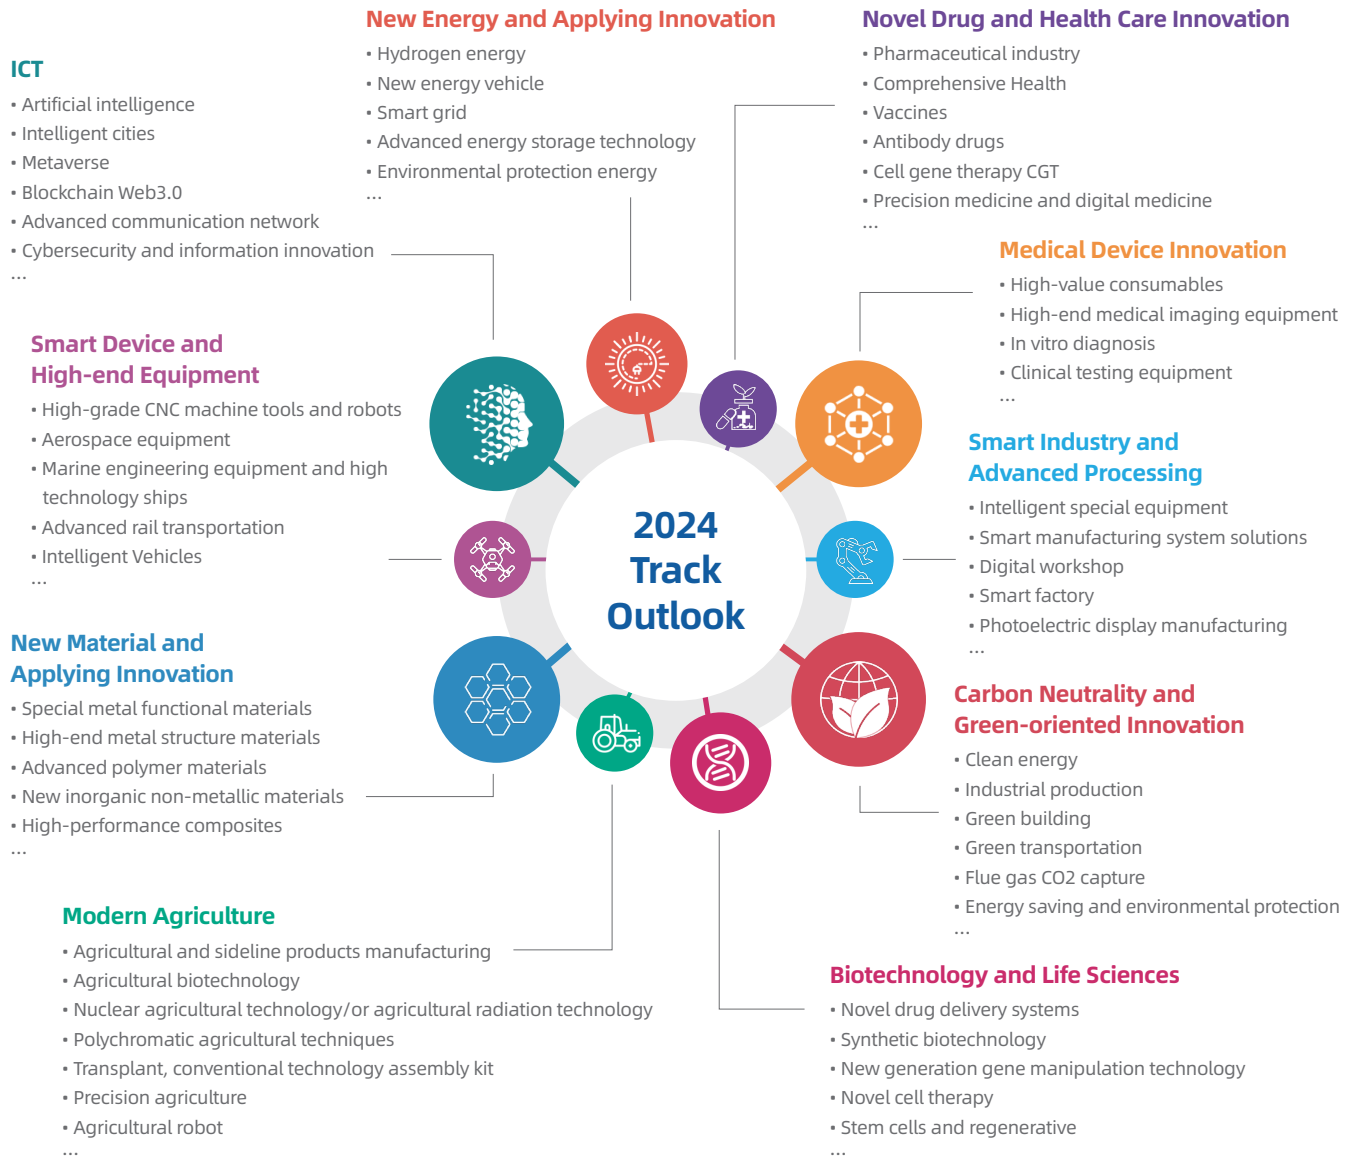 New Energy and Applying Innovation
• Hydrogen energy
• New energy vehicle
• Smart grid
• Advanced energy storage technology
• Environmental protection energy
...
Novel Drug and Health Care Innovation
• Pharmaceutical industry
• Comprehensive Health
• Vaccines
• Antibody drugs
• Cell gene therapy CGT
• Precision medicine and digital medicine
...
ICT
• Artificial intelligence
• Intelligent cities
• Metaverse
• Blockchain Web3.0
• Advanced communication network
• Cybersecurity and information innovation
...
Medical Device Innovation
• High-value consumables
• High-end medical imaging equipment
• In vitro diagnosis
• Clinical testing equipment
...
Smart Device and
High-end Equipment
• High-grade CNC machine tools and robots
• Aerospace equipment
• Marine engineering equipment and high
technology ships
• Advanced rail transportation
• Intelligent Vehicles
...
2024
Track
Outlook
Smart Industry and
Advanced Processing
• Intelligent special equipment
• Smart manufacturing system solutions
• Digital workshop
• Smart factory
• Photoelectric display manufacturing
...
New Material and
Applying Innovation
• Special metal functional materials
• High-end metal structure materials
• Advanced polymer materials
• New inorganic non-metallic materials
• High-performance composites
...
Carbon Neutrality and
Green-oriented Innovation
• Clean energy
• Industrial production
• Green building
• Green transportation
• Flue gas CO2 capture
• Energy saving and environmental protection
...
Modern Agriculture
• Agricultural and sideline products manufacturing
• Agricultural biotechnology
• Nuclear agricultural technology/or agricultural radiation technology
• Polychromatic agricultural techniques
• Transplant, conventional technology assembly kit
• Precision agriculture
• Agricultural robot
...
Biotechnology and Life Sciences
• Novel drug delivery systems
• Synthetic biotechnology
• New generation gene manipulation technology
• Novel cell therapy
• Stem cells and regenerative
...